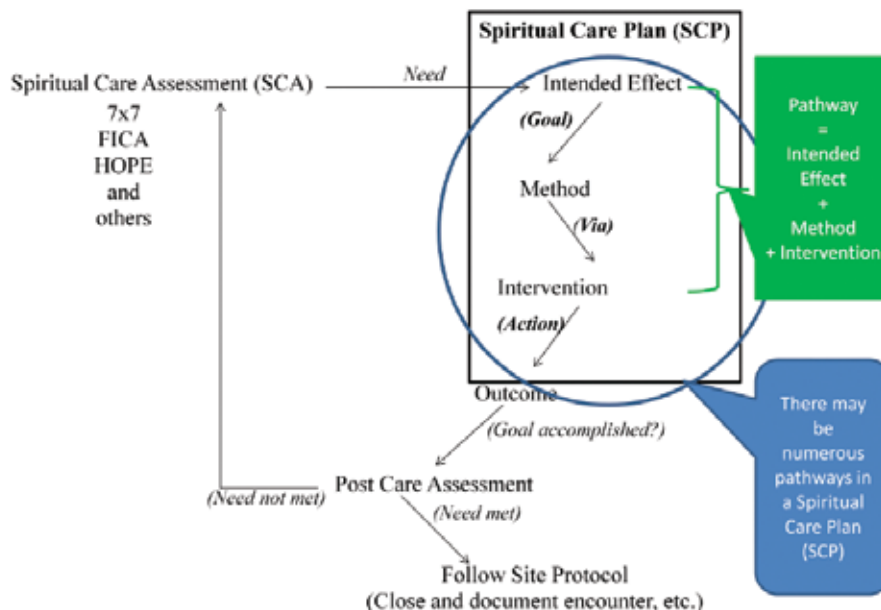 Spiritual Care Plan (SCP)
Spiritual Care Assessment (SCA)
7x7
FICA
HOPE
and
others
Need
Intended Effect
(Goal)
Method
(Via)
Intervention
(Action)
Outcome
(Goal accomplished?)
Post Care Assessment
(Need not met)
(Need met)
Follow Site Protocol
(Close and document encounter, etc.)
Pathway
=
Intended
Effect
+
Method
+ Intervention
There may
be
numerous
pathways in
a Spiritual
Care Plan
(SCP)